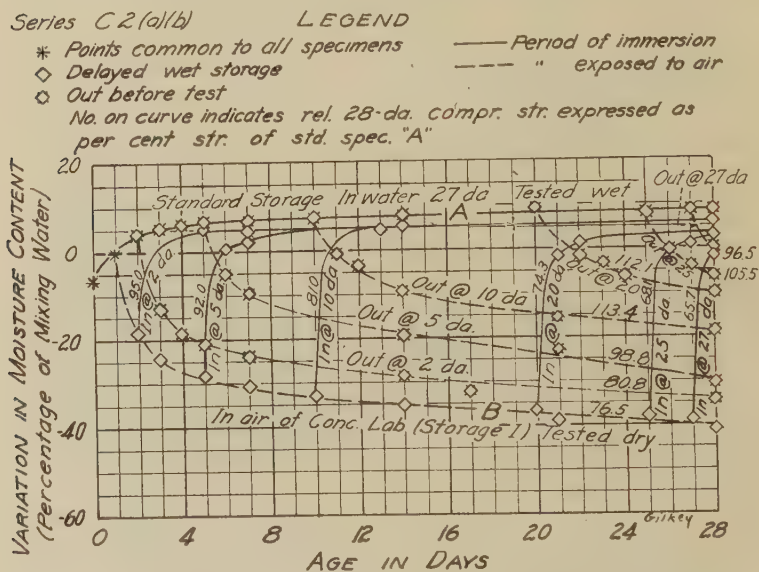 Series C 2 (a)(b) LEGEND
* Points common to all specimens
◇ Delayed wet storage
Out before test
—— Period of immersion
– – – " exposed to air
No. on curve indicates rel. 28-da. compr. str. expressed as
per cent str. of std. spec. "A"
VARIATION IN MOISTURE CONTENT
(Percentage of Mixing Water)
20
0
-20
-40
-60
Standard Storage In water 27 da
A
Tested wet
Out @ 27 da
95.0
In @ 2 da
92.0
In @ 5 da
81.0
In @ 10 da
74.3
In @ 20 da
68.1
In @ 25 da.
65.7
In @ 27 da
112
Out @ 20
Out @ 25
96.5
105.5
Out @ 10 da
113.4
Out @ 5 da.
98.8
Out @ 2 da.
80.8
B
76.5
In air of Conc. Lab (Storage 1) Tested dry
Gilkey
0 4 8 12 16 20 24 28
AGE IN DAYS